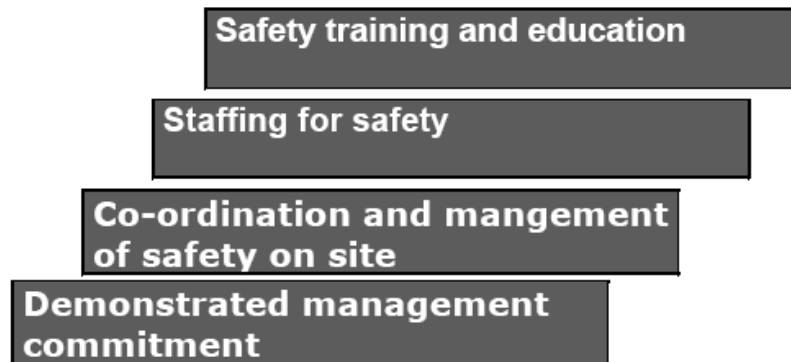 Safety training and education
Staffing for safety
Co-ordination and mangement
of safety on site
Demonstrated management
commitment